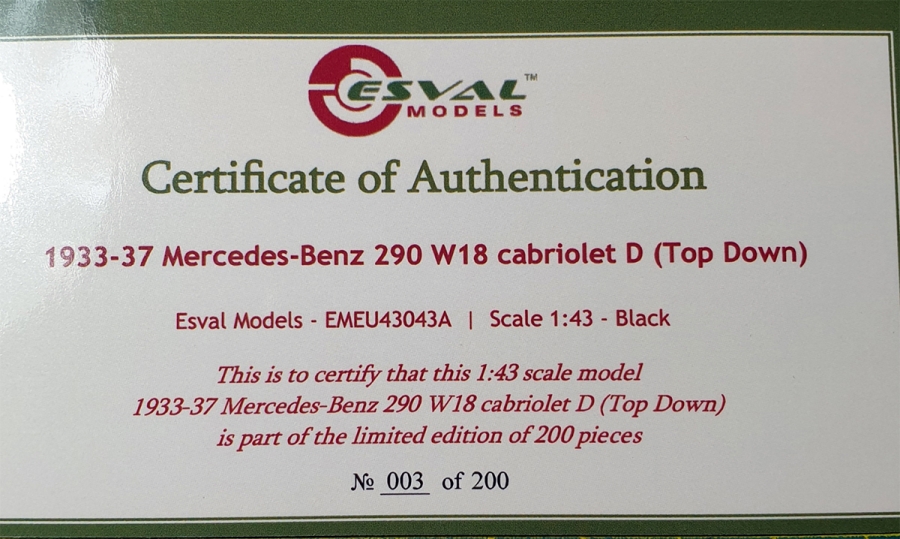 ESVAL™
MODELS
Certificate of Authentication
1933-37 Mercedes-Benz 290 W18 cabriolet D (Top Down)
Esval Models - EMEU43043A | Scale 1:43 - Black
This is to certify that this 1:43 scale model
1933-37 Mercedes-Benz 290 W18 cabriolet D (Top Down)
is part of the limited edition of 200 pieces
№ 003 of 200